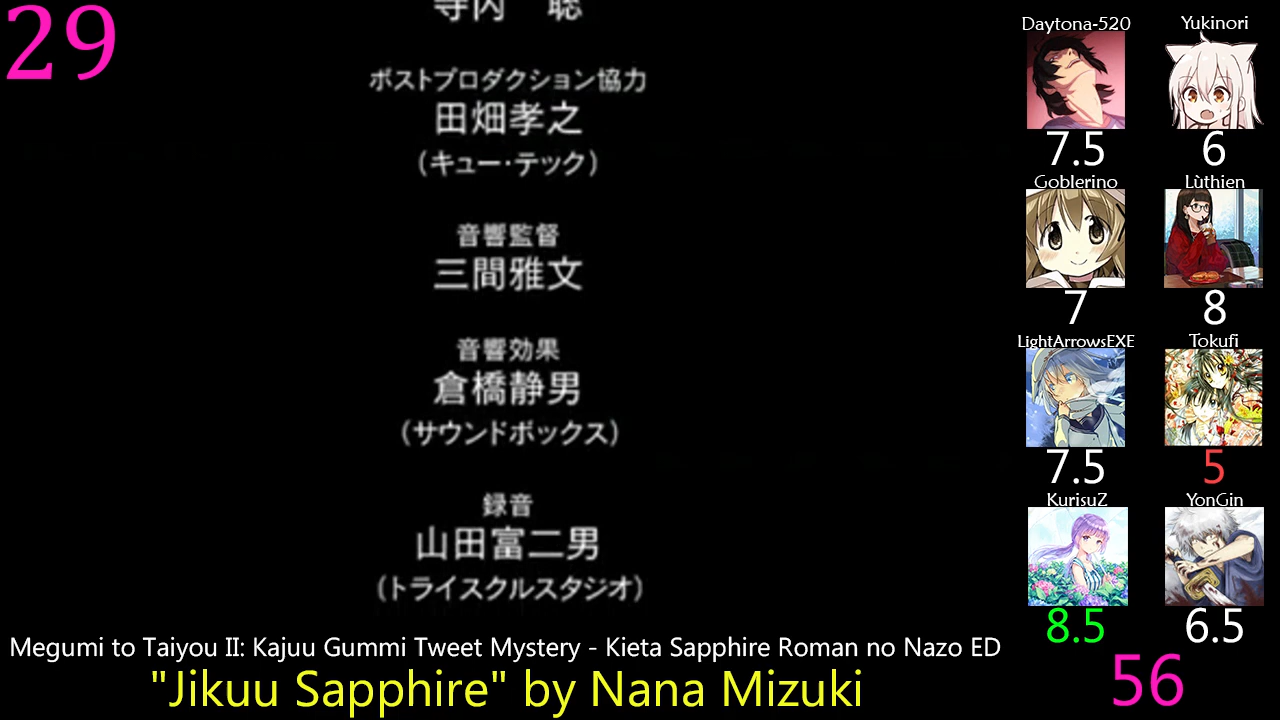 29
寺内 聡
ポストプロダクション協力
田畑孝之
（キュー・テック）
音響監督
三間雅文
音響効果
倉橋静男
（サウンドボックス）
録音
山田富二男
（トライスクルスタジオ）
Megumi to Taiyou II: Kajuu Gummi Tweet Mystery - Kieta Sapphire Roman no Nazo ED
"Jikuu Sapphire" by Nana Mizuki
Daytona-520
Yukinori
7.5
6
Goblerino
Lùthien
7
8
LightArrowsEXE
Tokufi
7.5
5
KurisuZ
YonGin
8.5
6.5
56